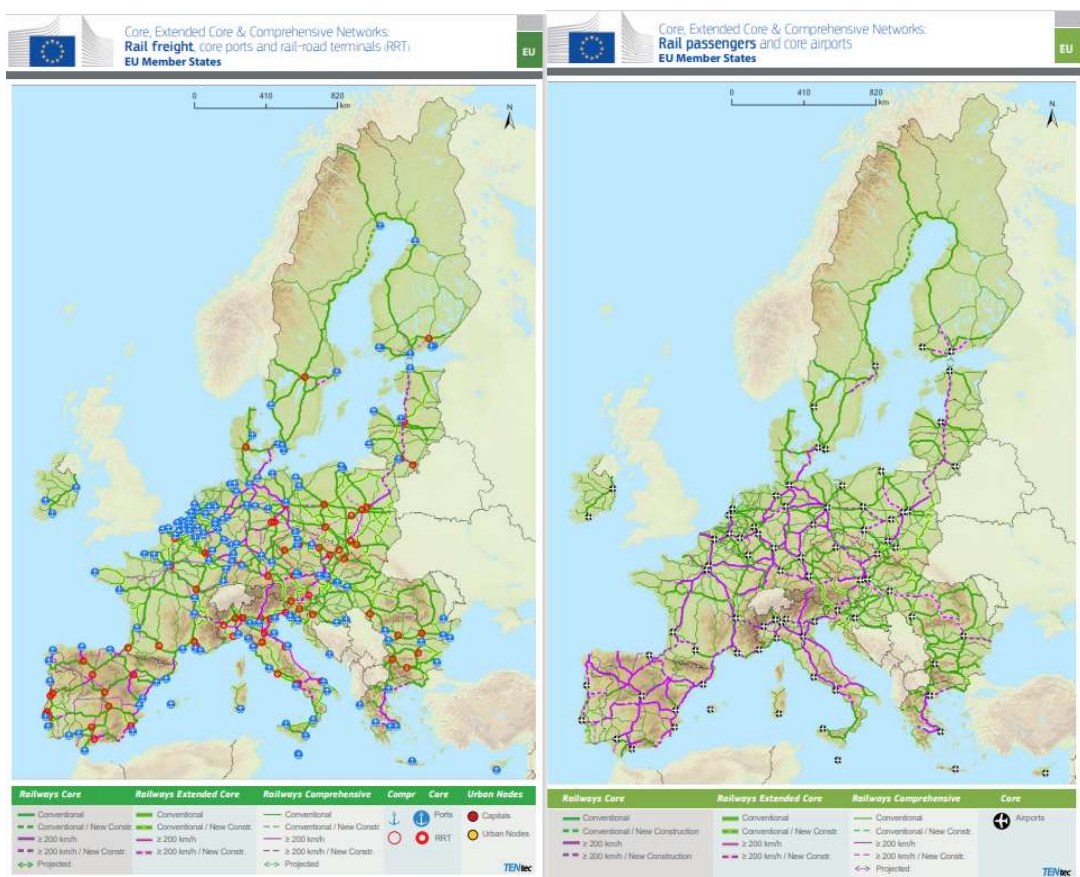 Core, Extended Core & Comprehensive Networks:
Rail freight, core ports and rail-road terminals (RRT)
EU Member States
EU
0 410 820
km
N
Railways Core
Conventional
Conventional / New Constr.
≥ 200 km/h
≥ 200 km/h / New Constr.
Projected
Railways Extended Core
Conventional
Conventional / New Constr.
≥ 200 km/h
≥ 200 km/h / New Constr.
Railways Comprehensive
Conventional
Conventional / New Constr.
≥ 200 km/h
≥ 200 km/h / New Constr.
Projected
Compr Core
Ports
RRT
Urban Nodes
Capitals
Urban Nodes
TENtec
Core, Extended Core & Comprehensive Networks:
Rail passengers and core airports
EU Member States
EU
0 410 820
km
N
Railways Core
Conventional
Conventional / New Construction
≥ 200 km/h
≥ 200 km/h / New Construction
Railways Extended Core
Conventional
Conventional / New Constr.
≥ 200 km/h
≥ 200 km/h / New Constr.
Railways Comprehensive
Conventional
Conventional / New Constr.
≥ 200 km/h
≥ 200 km/h / New Constr.
Projected
Core
Airports
TENtec